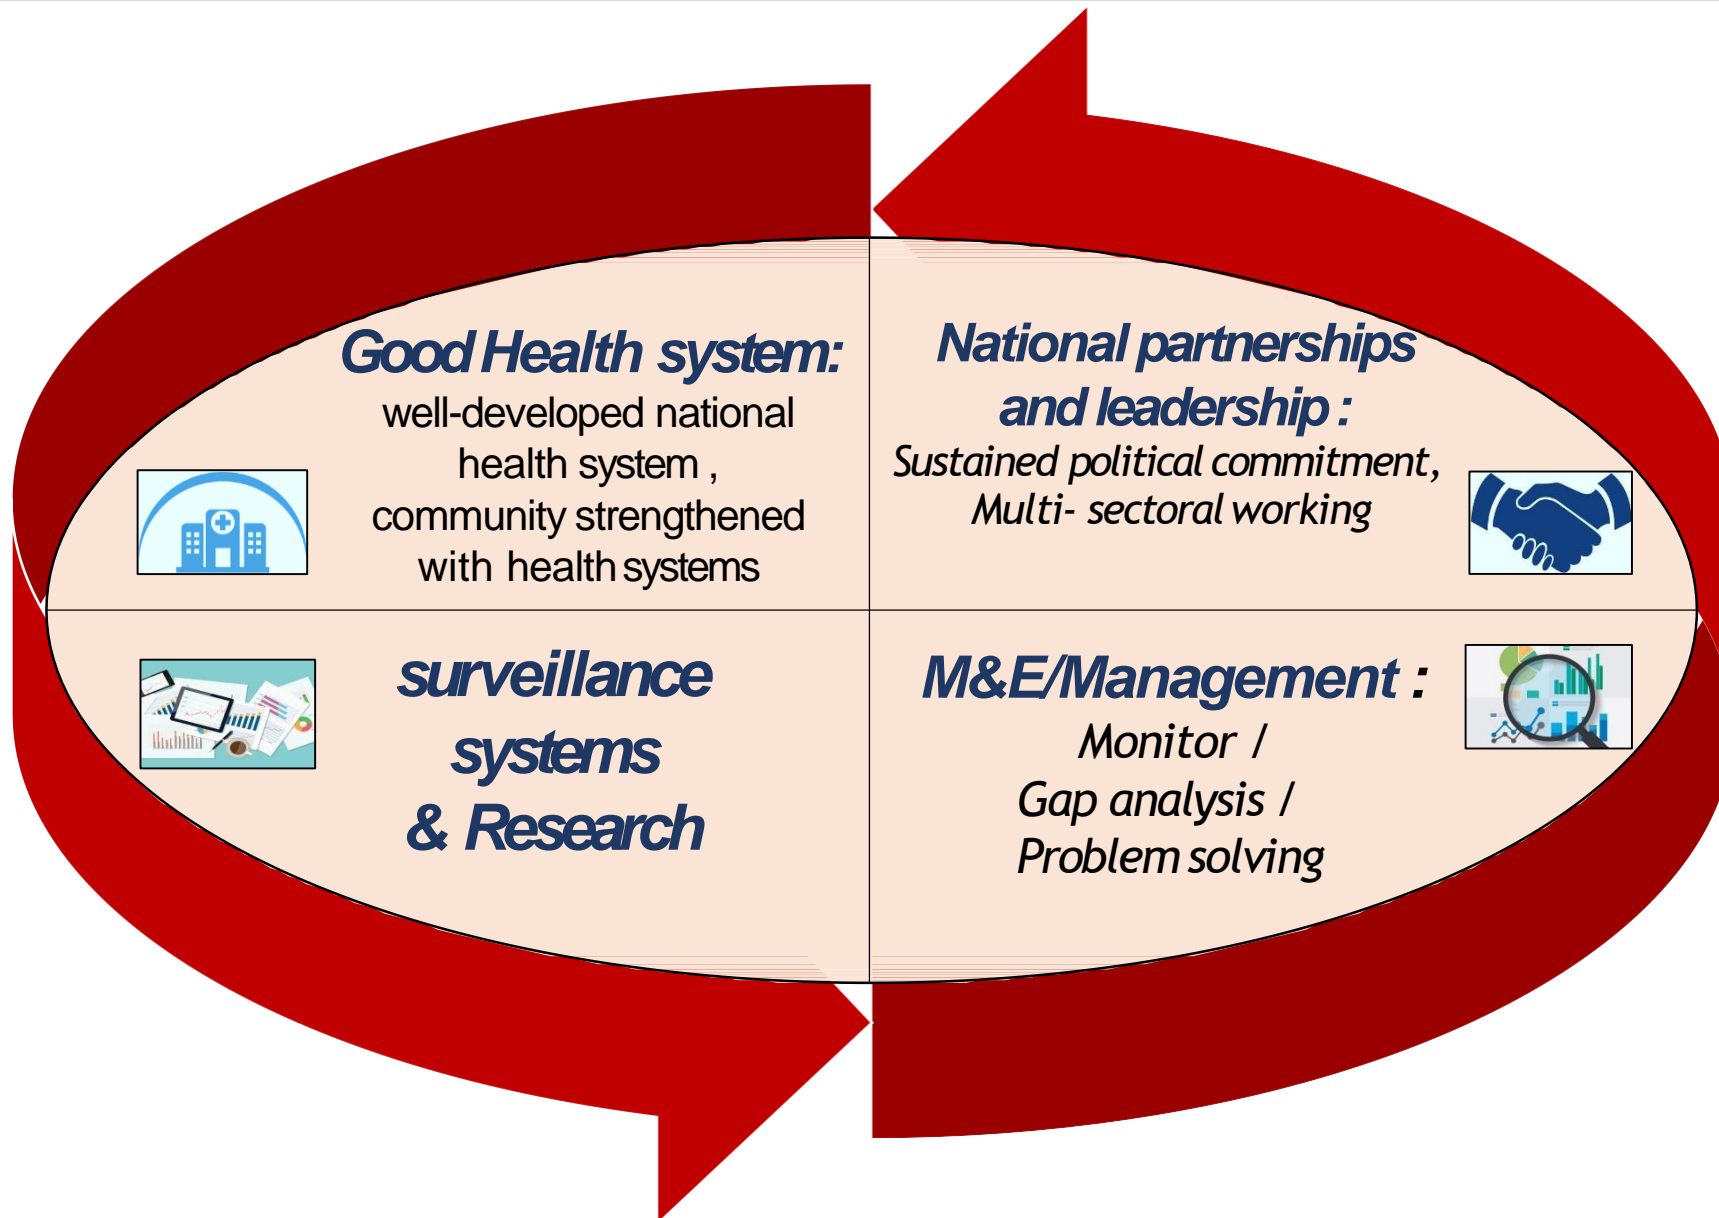 Good Health system:
well-developed national
health system ,
community strengthened
with health systems
National partnerships
and leadership :
Sustained political commitment,
Multi- sectoral working
surveillance
systems
& Research
M&E/Management :
Monitor /
Gap analysis /
Problem solving